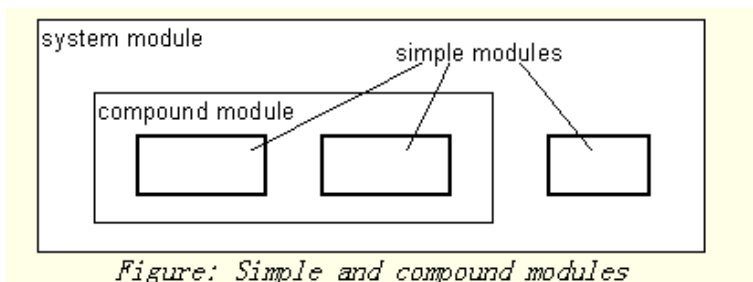 system module
simple modules
compound module
Figure: Simple and compound modules